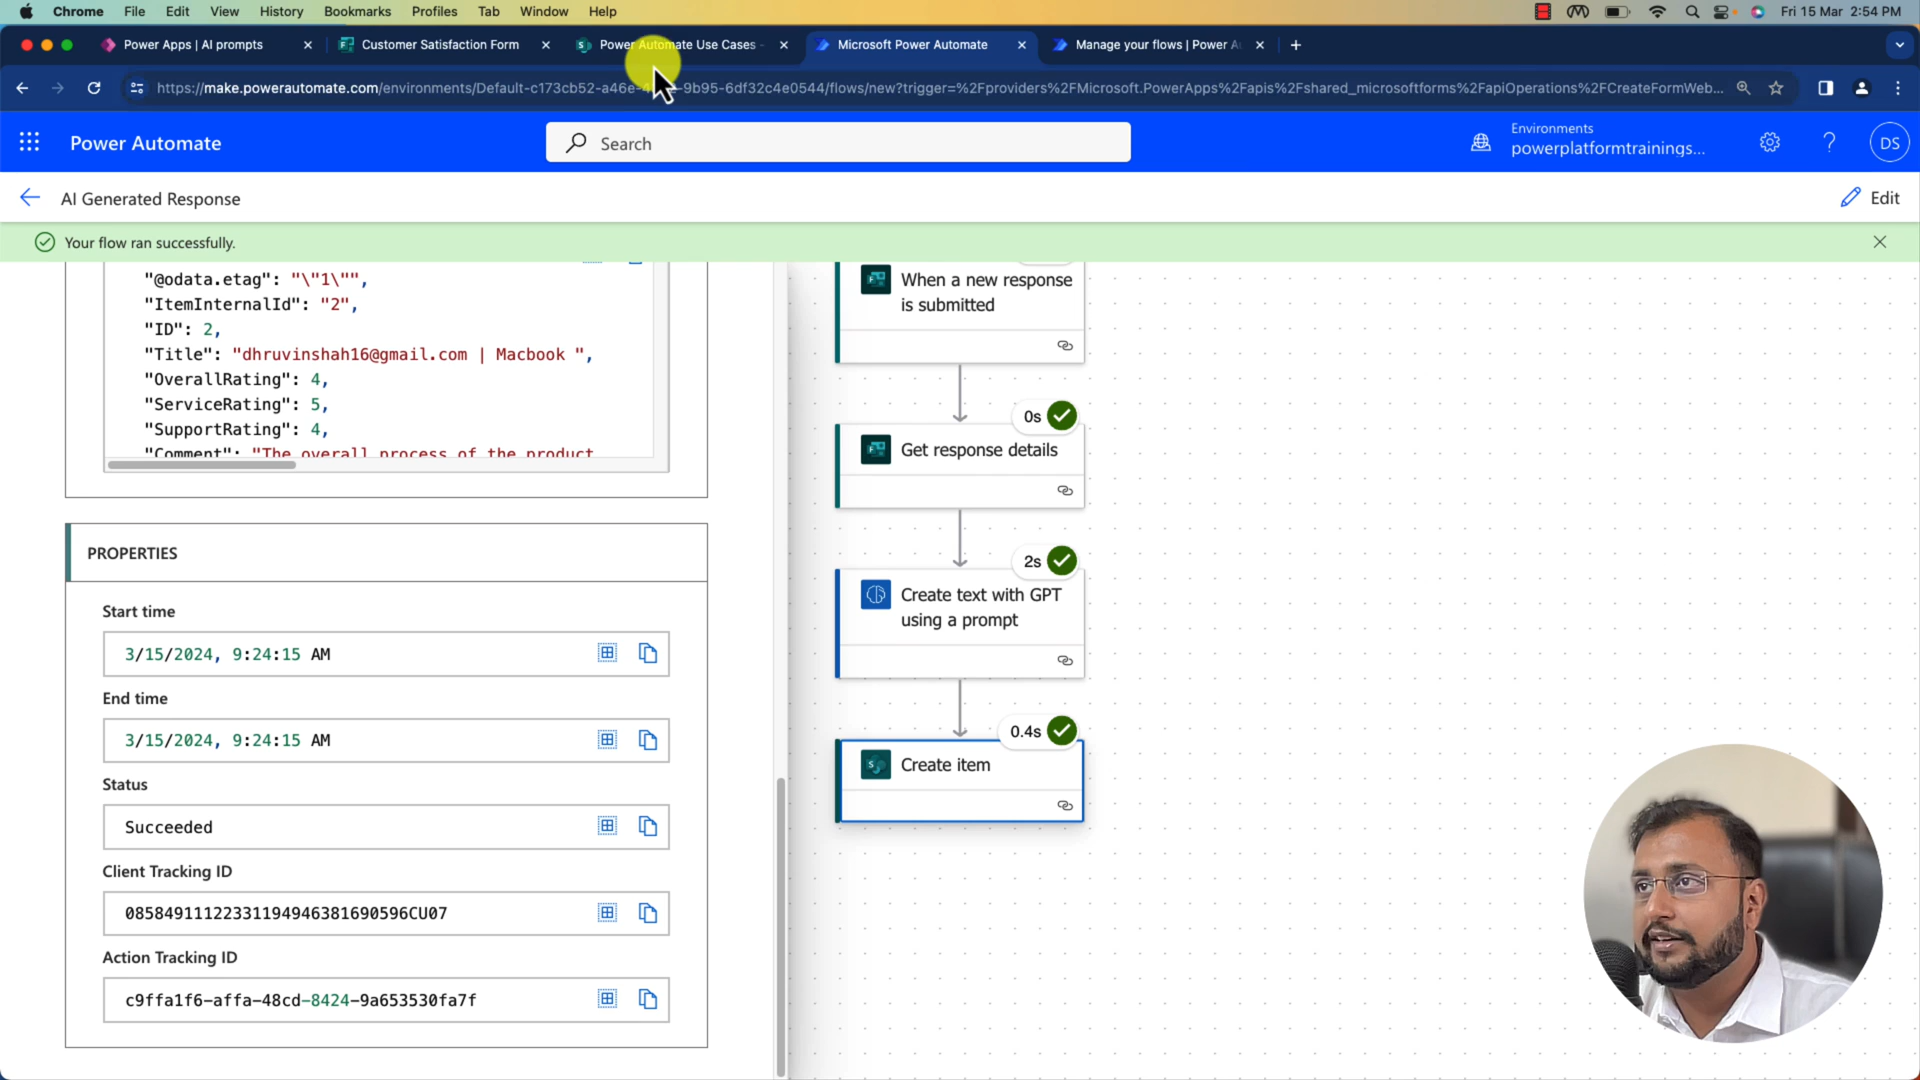 Chrome File Edit View History Bookmarks Profiles Tab Window Help Fri 15 Mar 2:54 PM
Power Apps | AI prompts Customer Satisfaction Form Power Automate Use Cases - Microsoft Power Automate Manage your flows | Power A
https://make.powerautomate.com/environments/Default-c173cb52-a46e- -9b95-6df32c4e0544/flows/new?trigger=%2Fproviders%2FMicrosoft.PowerApps%2Fapis%2Fshared_microsoftforms%2FapiOperations%2FCreateFormWeb...
Power Automate
Search
Environments
powerplatformtrainings...
?
DS
AI Generated Response
Edit
Your flow ran successfully.
"@odata.etag": "\"1\"",
"ItemInternalId": "2",
"ID": 2,
"Title": "dhruvinshah16@gmail.com | Macbook ",
"OverallRating": 4,
"ServiceRating": 5,
"SupportRating": 4,
"Comment": "The overall process of the product
PROPERTIES
Start time
3/15/2024, 9:24:15 AM
End time
3/15/2024, 9:24:15 AM
Status
Succeeded
Client Tracking ID
08584911122331194946381690596CU07
Action Tracking ID
c9ffa1f6-affa-48cd-8424-9a653530fa7f
When a new response
is submitted
0s
Get response details
2s
Create text with GPT
using a prompt
0.4s
Create item